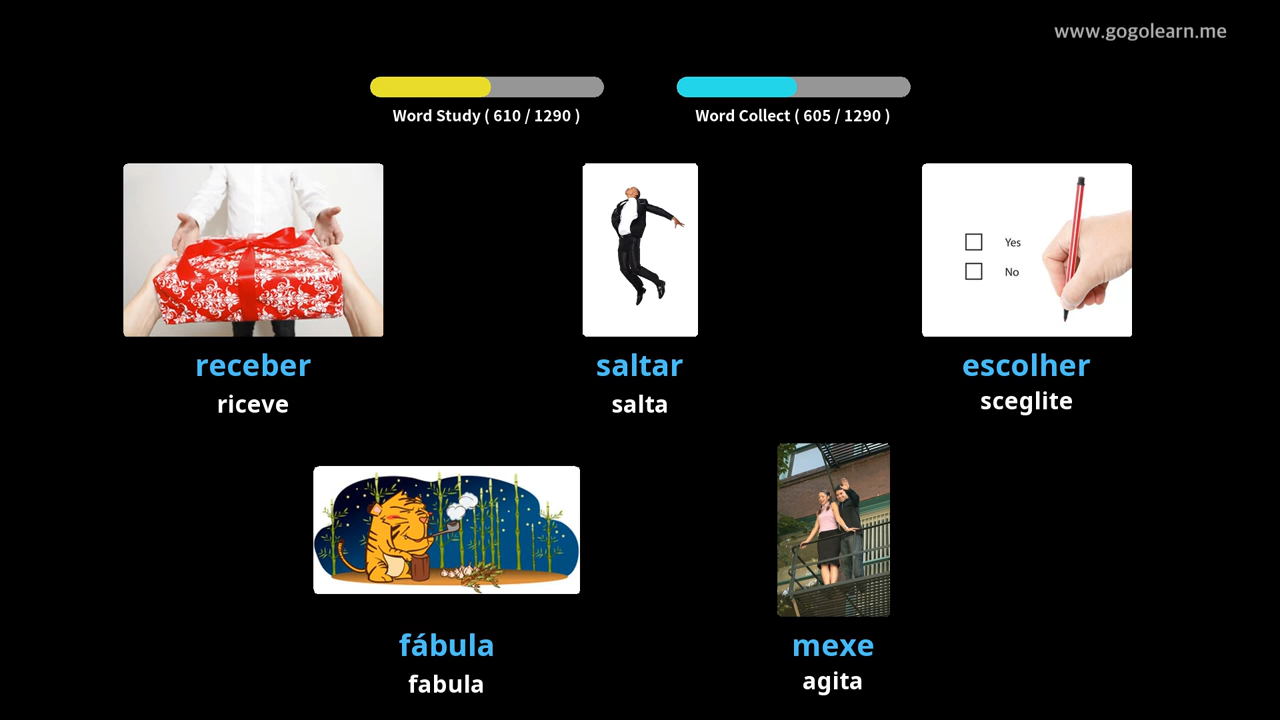 www.gogolearn.me
Word Study ( 610 / 1290 )
Word Collect ( 605 / 1290 )
Yes
No
receber
riceve
saltar
salta
escolher
sceglite
fábula
fabula
mexe
agita